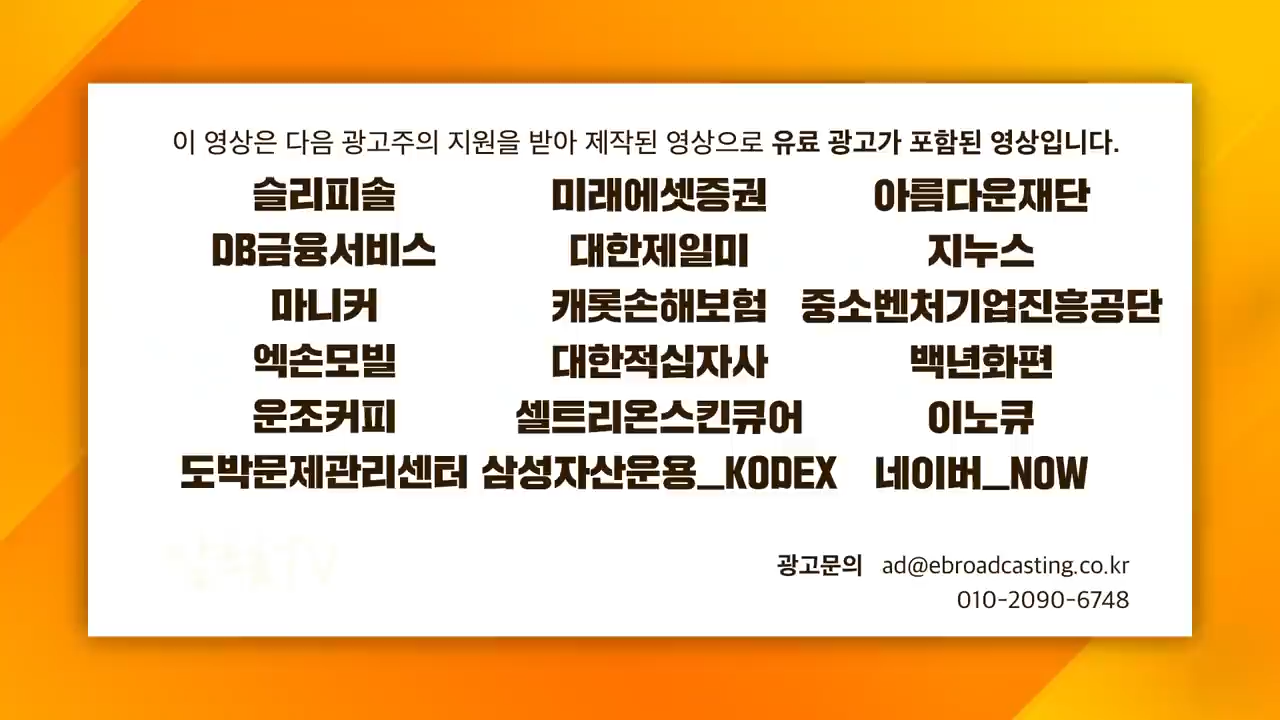 이 영상은 다음 광고주의 지원을 받아 제작된 영상으로 유료 광고가 포함된 영상입니다.
슬리피솔 미래에셋증권 아름다운재단
DB금융서비스 대한제일미 지누스
마니커 캐롯손해보험 중소벤처기업진흥공단
엑손모빌 대한적십자사 백년화편
운조커피 셀트리온스킨큐어 이노큐
도박문제관리센터 삼성자산운용_KODEX 네이버_NOW
광고문의 ad@ebroadcasting.co.kr
010-2090-6748